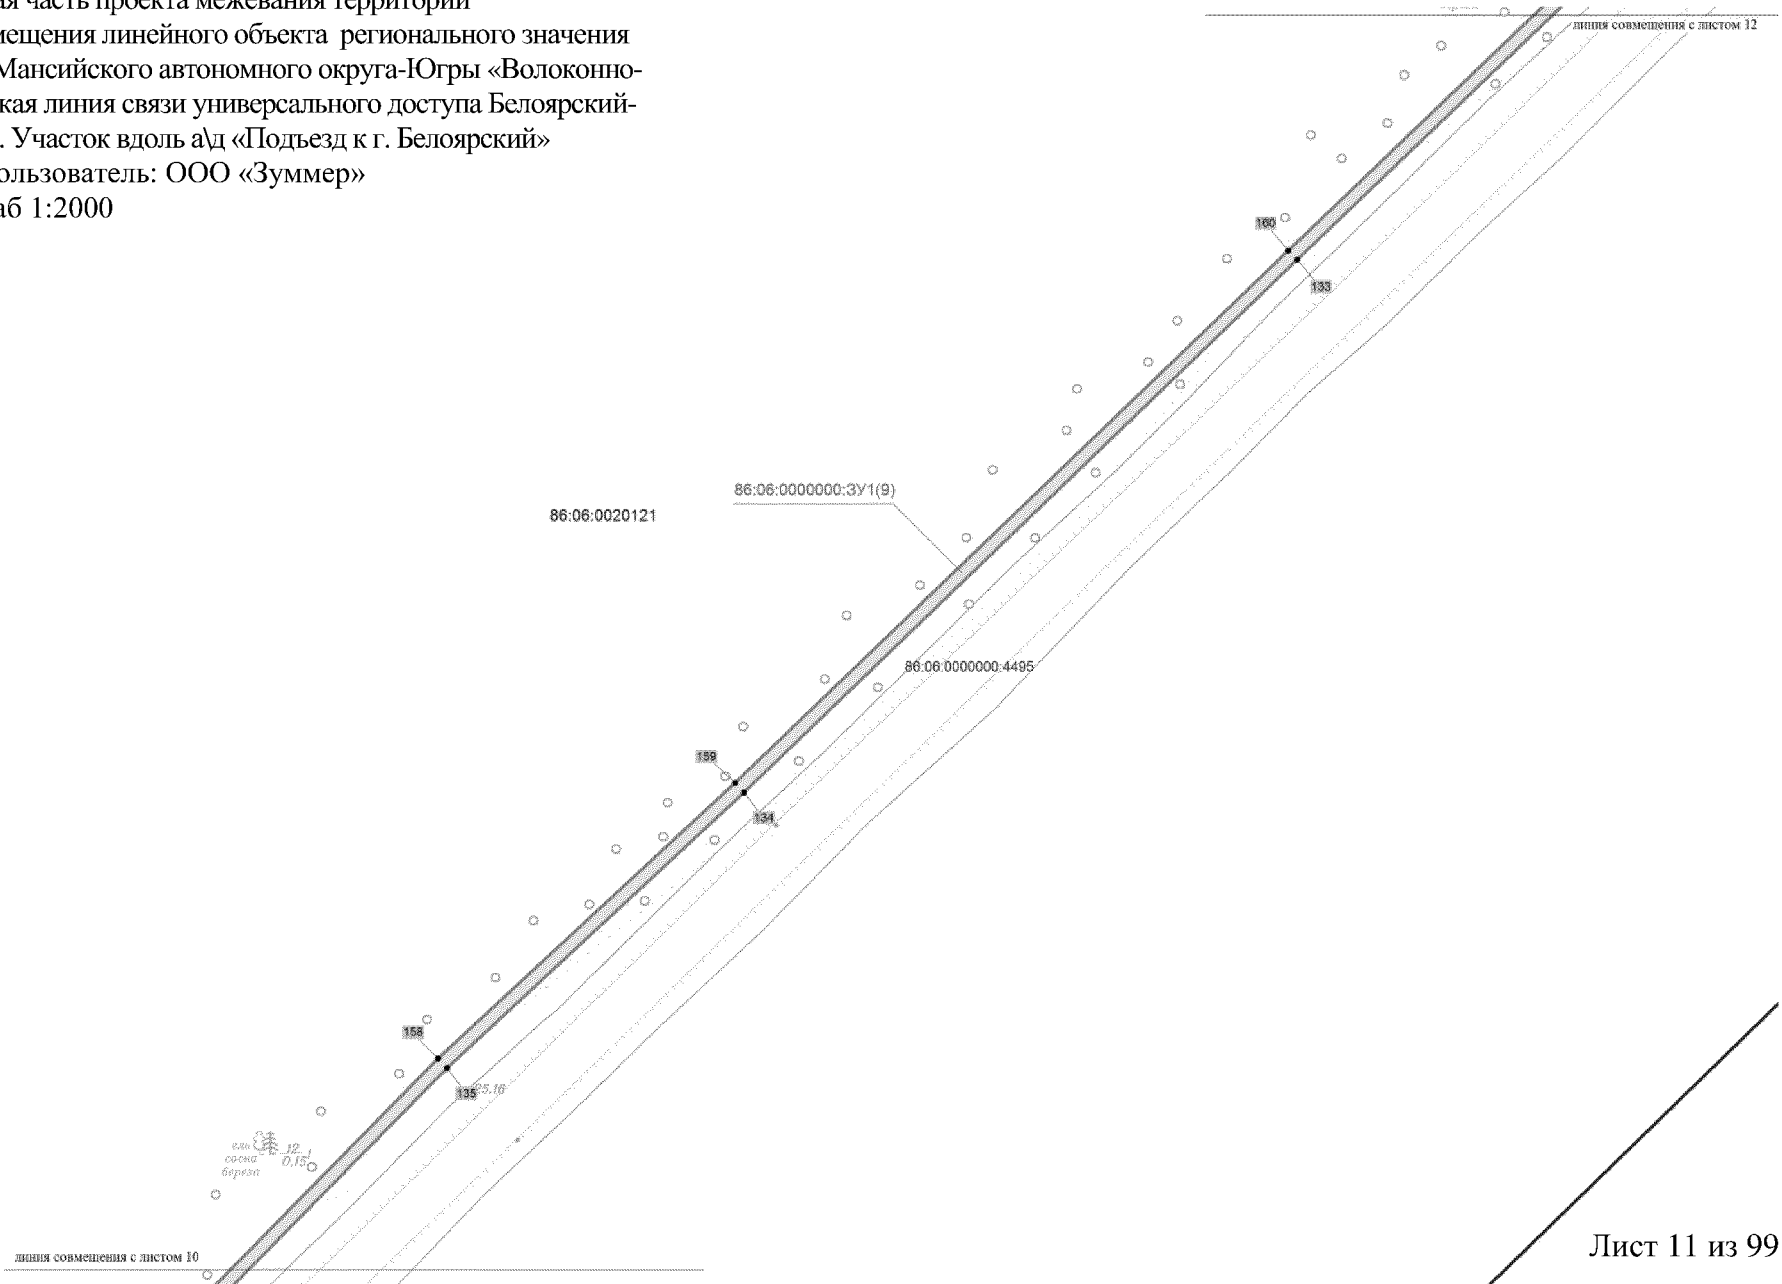 ая часть проекта межевания территории
мещения линейного объекта регионального значения
Мансийского автономного округа-Югры «Волоконно-
кая линия связи универсального доступа Белоярский-
. Участок вдоль а\д «Подъезд к г. Белоярский»
ользователь: ООО «Зуммер»
аб 1:2000
линия совмещения с листом 12
160
133
86:06:0000000:ЗУ1(9)
86:06:0020121
86:06:0000000:4495
159
134
158
135
25.16
ель
сосна
береза
12
0,15
линия совмещения с листом 10
Лист 11 из 99